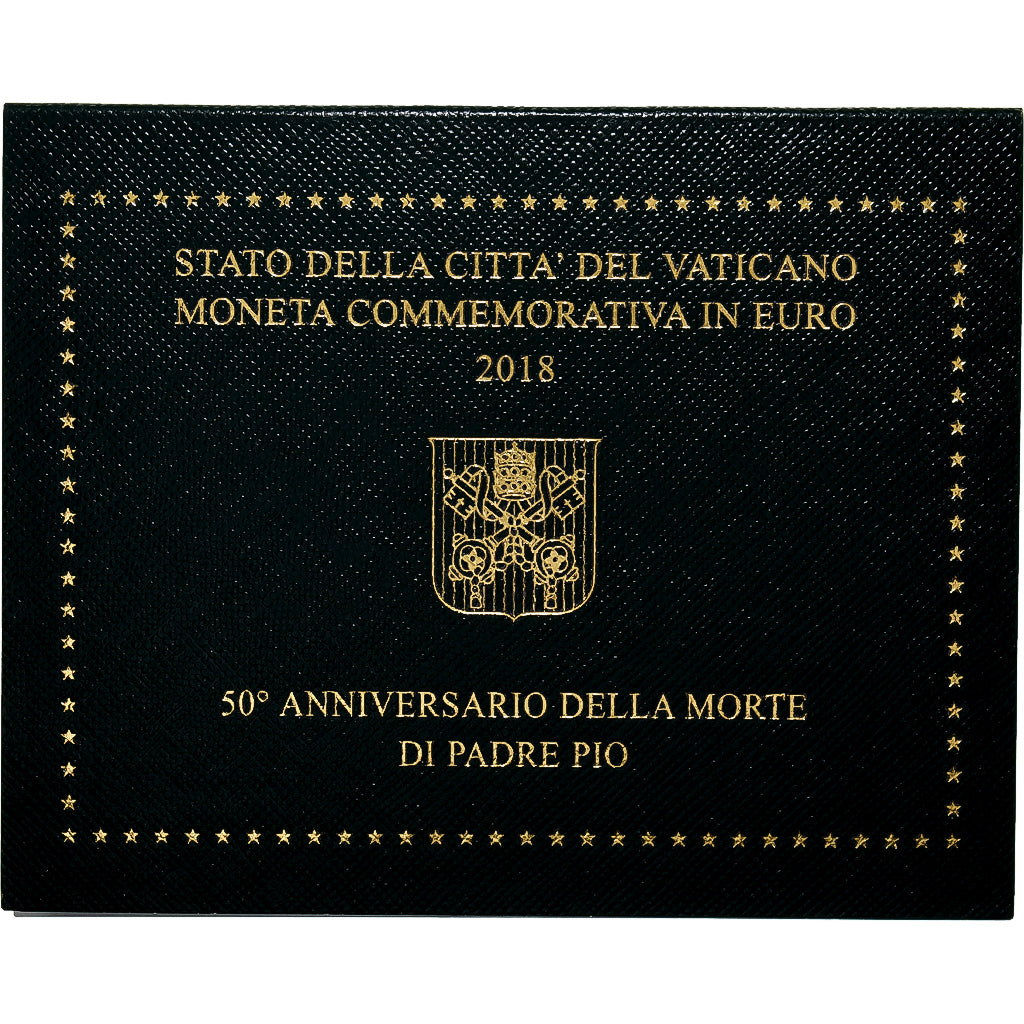 STATO DELLA CITTA' DEL VATICANO
MONETA COMMEMORATIVA IN EURO
2018
50° ANNIVERSARIO DELLA MORTE
DI PADRE PIO